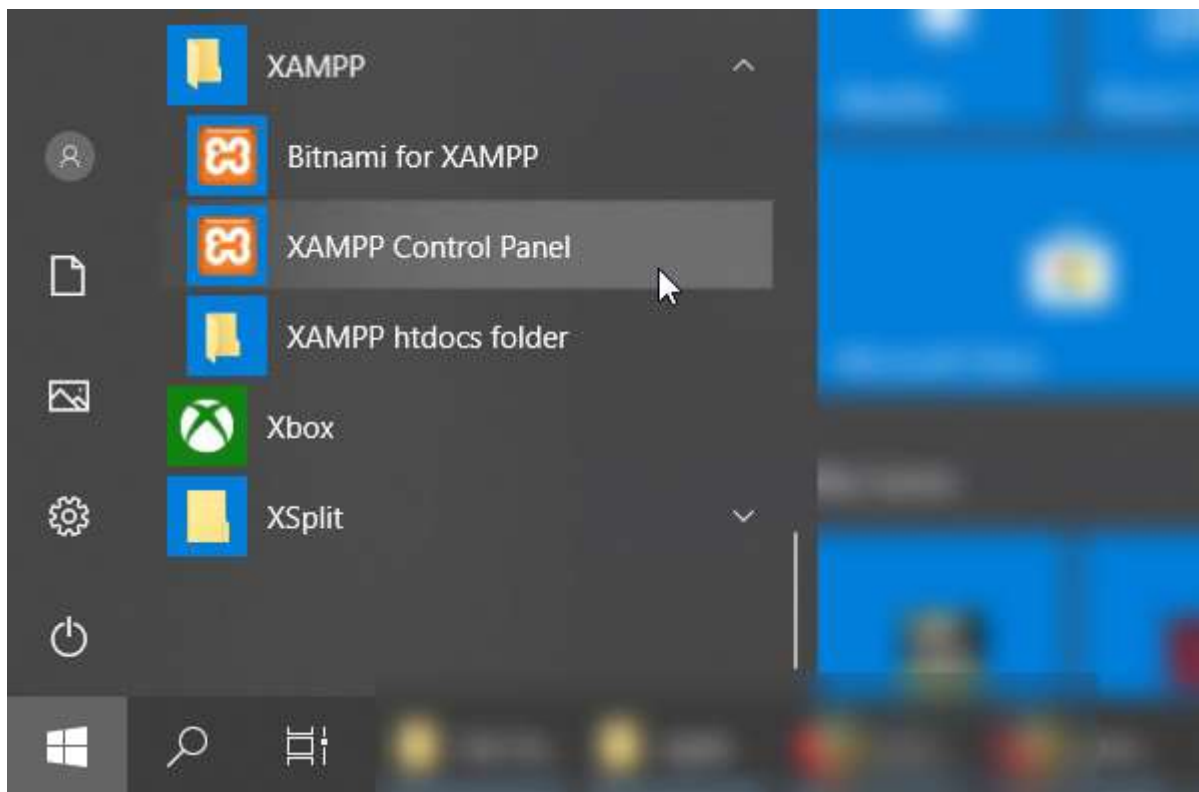 XAMPP
Bitnami for XAMPP
XAMPP Control Panel
XAMPP htdocs folder
Xbox
XSplit